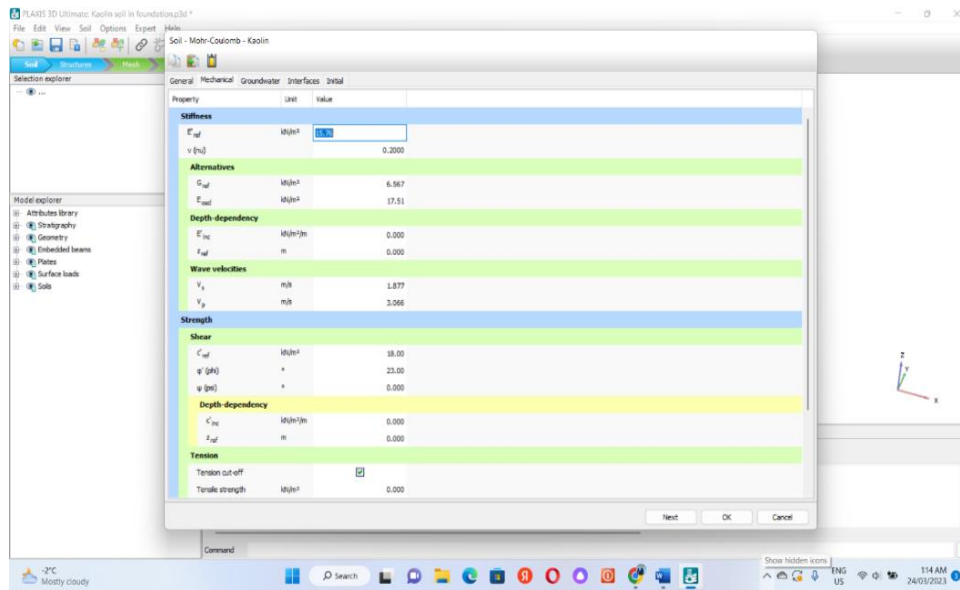 PLAXIS 3D Ultimate: Kaolin soil in foundation.p3d *
File Edit View Soil Options Expert Help
Soil - Mohr-Coulomb - Kaolin
Soil Structures Mesh
Selection explorer
...
General Mechanical Groundwater Interfaces Initial
Property Unit Value
Stiffness
E'ref kN/m² 15.76
ν (nu) 0.2000
Alternatives
Gref kN/m² 6.567
Eoed kN/m² 17.51
Depth-dependency
E'inc kN/m²/m 0.000
zref m 0.000
Wave velocities
Vs m/s 1.877
Vp m/s 3.066
Strength
Shear
c'ref kN/m² 18.00
φ' (phi) ° 23.00
ψ (psi) ° 0.000
Depth-dependency
c'inc kN/m²/m 0.000
zref m 0.000
Tension
Tension cut-off
Tensile strength kN/m² 0.000
Model explorer
Attributes library
Stratigraphy
Geometry
Embedded beams
Plates
Surface loads
Soils
z
y
x
Next OK Cancel
Command
Show hidden icons
-2°C
Mostly cloudy
Search
ENG
US
1:14 AM
24/03/2023